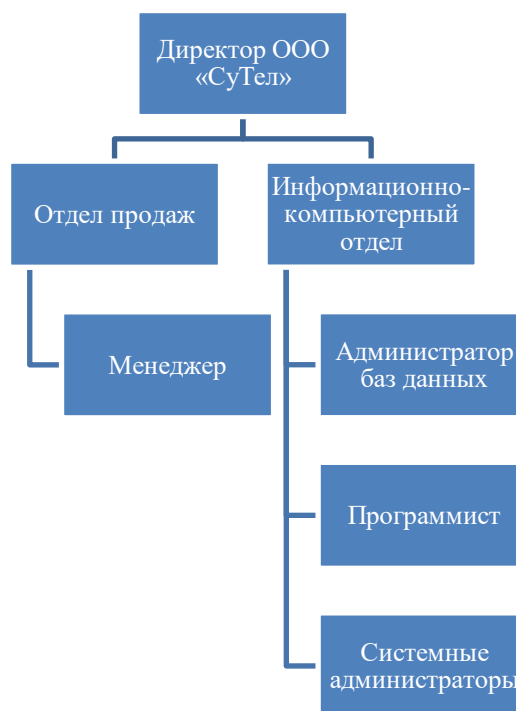 Директор ООО
«СуТел»
Отдел продаж
Информационно-
компьютерный
отдел
Менеджер
Администратор
баз данных
Программист
Системные
администраторы